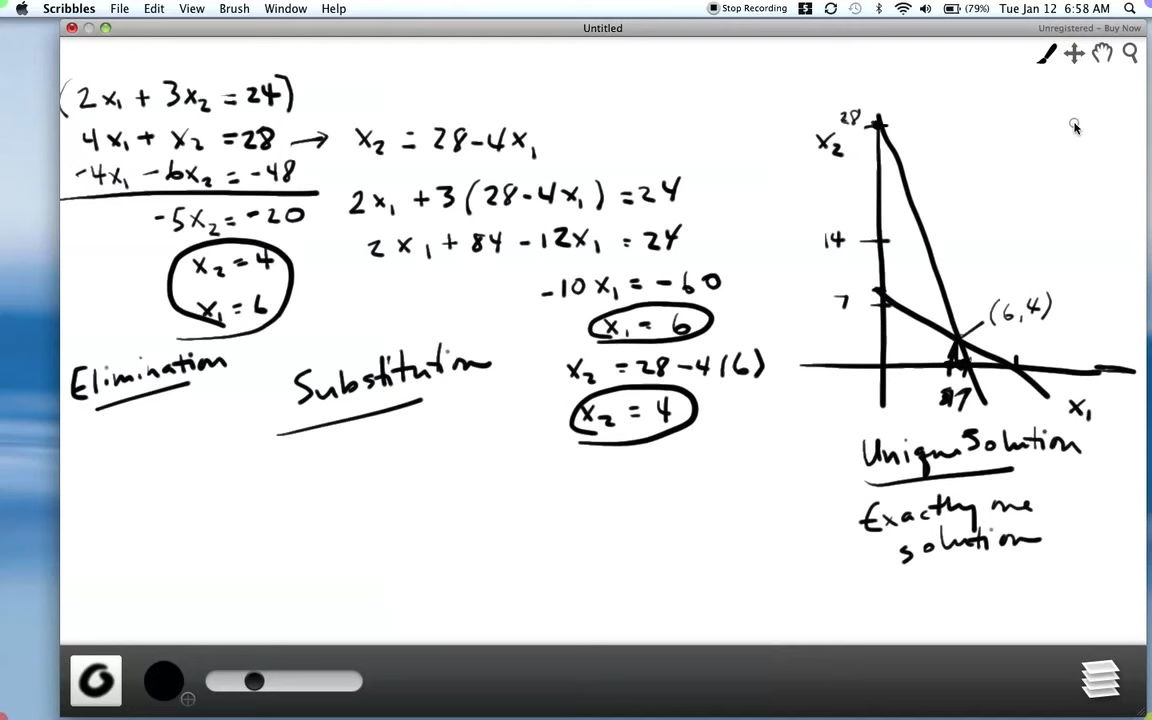 Scribbles File Edit View Brush Window Help Stop Recording (79%) Tue Jan 12 6:58 AM
Untitled
Unregistered – Buy Now
(2x₁ + 3x₂ = 24)
4x₁ + x₂ = 28 → x₂ = 28-4x₁
-4x₁ - 6x₂ = -48
-5x₂ = -20
x₂ = 4
x₁ = 6
Elimination
2x₁ + 3(28-4x₁) = 24
2x₁ + 84 - 12x₁ = 24
-10x₁ = -60
x₁ = 6
x₂ = 28-4(6)
x₂ = 4
Substitution
28
x₂
14
7
(6,4)
7
x₁
Unique Solution
Exactly one
solution